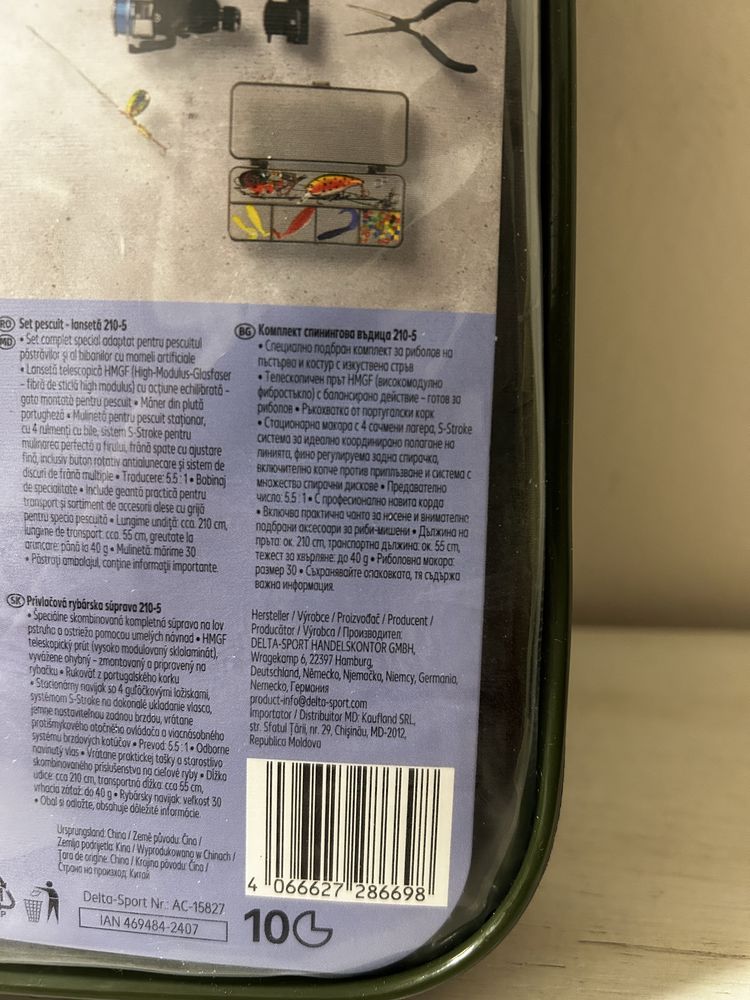 RO Set pescuit - lansetă 210-5
MD • Set complet special adaptat pentru pescuitul
păstrăvilor și al bibanilor cu momeli artificiale
• Lansetă telescopică HMGF (High-Modulus-Glasfaser
- fibră de sticlă high modulus) cu acțiune echilibrată -
gata montată pentru pescuit • Mâner din plută
portugheză • Mulinetă pentru pescuit staționar,
cu 4 rulmenți cu bile, sistem S-Stroke pentru
mulinarea perfectă a firului, frână spate cu ajustare
fină, inclusiv buton rotativ antialunecare și sistem de
discuri de frână multiple • Traducere: 5.5 : 1 • Bobinaj
de specialitate • Include geantă practică pentru
transport și sortiment de accesorii alese cu grijă
pentru specia pescuită • Lungime undiță: cca. 210 cm,
lungime de transport: cca. 55 cm, greutate la
aruncare: până la 40 g • Mulinetă: mărime 30
• Păstrați ambalajul, conține informații importante.
SK Prívlačová rybárska súprava 210-5
• Špeciálne skombinovaná kompletná súprava na lov
pstruha a ostrieža pomocou umelých návnad • HMGF
teleskopický prút (vysoko modulovaný sklolaminát),
vyvážene ohybný - zmontovaný a pripravený na
rybačku • Rukoväť z portugalského korku
• Stacionárny navijak so 4 guľôčkovými ložiskami,
systémom S-Stroke na dokonalé ukladanie vlasca,
jemne nastaviteľnou zadnou brzdou, vrátane
protišmykového otočného ovládača a viacnásobného
systému brzdových kotúčov • Prevod: 5.5 : 1 • Odborne
navinutý vlas • Vrátane praktickej tašky a starostlivo
skombinovaného príslušenstva na cieľové ryby • Dĺžka
udice: cca 210 cm, transportná dĺžka: cca 55 cm,
vrhacia záťaž: do 40 g • Rybársky navijak: veľkosť 30
• Obal si odložte, obsahuje dôležité informácie.
Ursprungsland: China / Země původu: Čína /
Zemlja podrijetla: Kina / Wyprodukowano w Chinach /
Țara de origine: China / Krajina pôvodu: Čína /
Страна на произход: Китай
Delta-Sport Nr.: AC-15827
IAN 469484-2407
BG Комплект спинингова въдица 210-5
• Специално подбран комплект за риболов на
пъстърва и костур с изкуствена стръв
• Телескопичен прът HMGF (високомодулно
фибростъкло) с балансирано действие – готов за
риболов • Ръкохватка от португалски корк
• Стационарна макара с 4 сачмени лагера, S-Stroke
система за идеално координирано полагане на
линията, фино регулируема задна спирачка,
включително копче против приплъзване и система с
множество спирачни дискове • Предавателно
число: 5.5 : 1 • С професионално навита корда
• Включва практична чанта за носене и внимателно
подбрани аксесоари за риби-мишени • Дължина на
пръта: ок. 210 cm, транспортна дължина: ок. 55 cm,
тежест за хвърляне: до 40 g • Риболовна макара:
размер 30 • Съхранявайте опаковката, тя съдържа
важна информация.
Hersteller / Výrobce / Proizvođač / Producent /
Producător / Výrobca / Производител:
DELTA-SPORT HANDELSKONTOR GMBH,
Wragekamp 6, 22397 Hamburg,
Deutschland, Německo, Njemačka, Niemcy, Germania,
Nemecko, Германия
product-info@delta-sport.com
Importator / Distribuitor MD: Kaufland SRL,
str. Sfatul Țării, nr. 29, Chișinău, MD-2012,
Republica Moldova
4 066627 286698
10